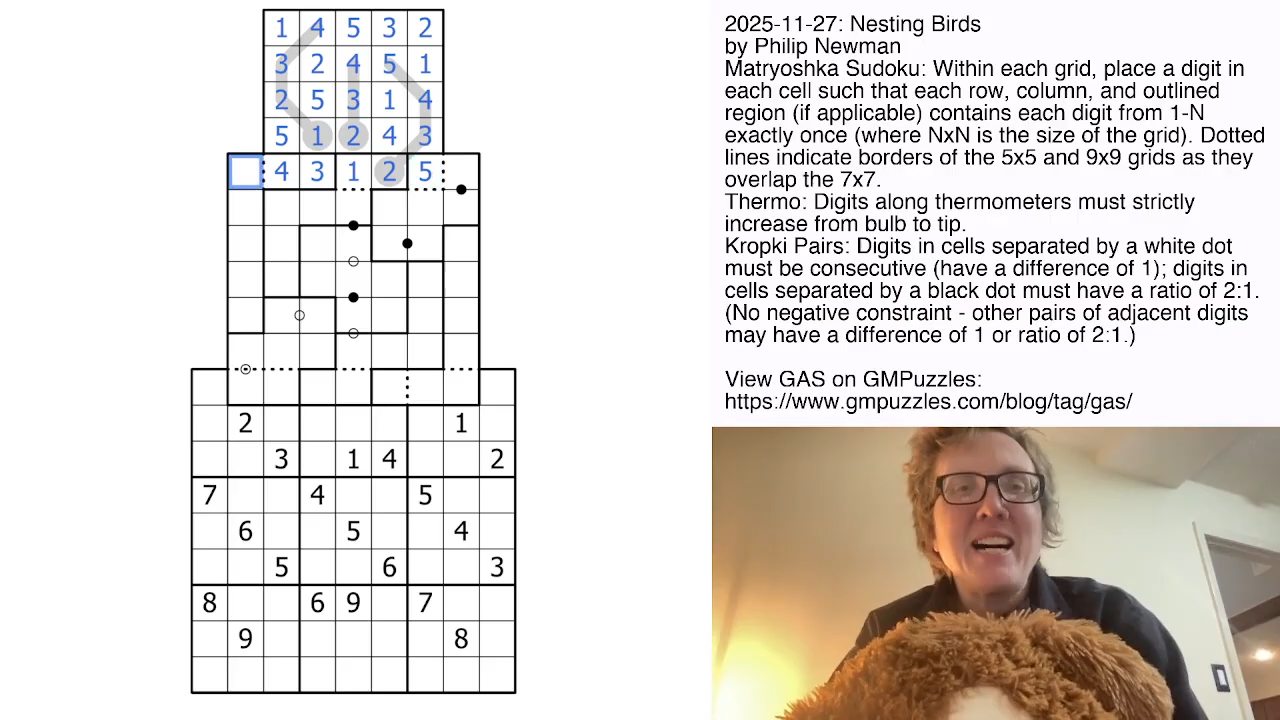 1 4 5 3 2
3 2 4 5 1
2 5 3 1 4
5 1 2 4 3
4 3 1 2 5
2 1
3 1 4 2
7 4 5
6 5 4
5 6 3
8 6 9 7
9 8
2025-11-27: Nesting Birds
by Philip Newman
Matryoshka Sudoku: Within each grid, place a digit in
each cell such that each row, column, and outlined
region (if applicable) contains each digit from 1-N
exactly once (where NxN is the size of the grid). Dotted
lines indicate borders of the 5x5 and 9x9 grids as they
overlap the 7x7.
Thermo: Digits along thermometers must strictly
increase from bulb to tip.
Kropki Pairs: Digits in cells separated by a white dot
must be consecutive (have a difference of 1); digits in
cells separated by a black dot must have a ratio of 2:1.
(No negative constraint - other pairs of adjacent digits
may have a difference of 1 or ratio of 2:1.)
View GAS on GMPuzzles:
https://www.gmpuzzles.com/blog/tag/gas/